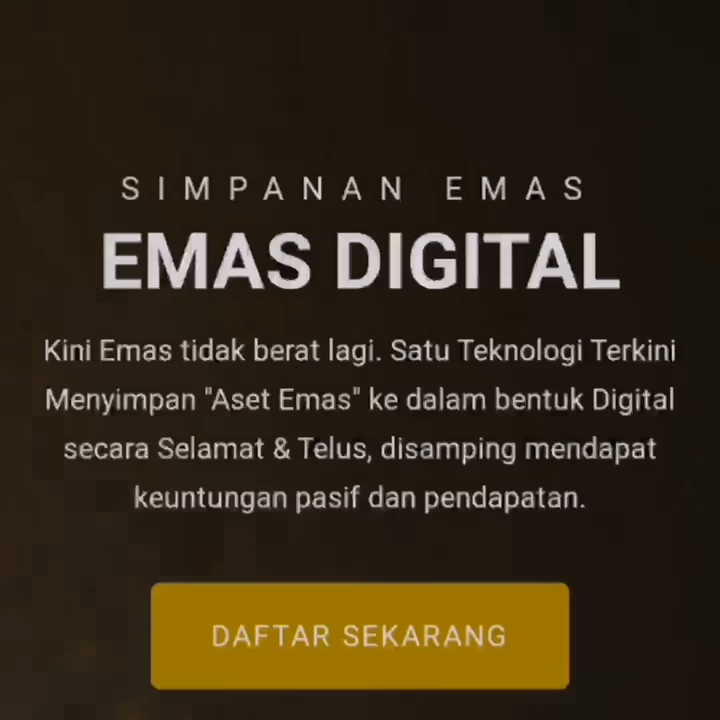 SIMPANAN EMAS
EMAS DIGITAL
Kini Emas tidak berat lagi. Satu Teknologi Terkini
Menyimpan "Aset Emas" ke dalam bentuk Digital
secara Selamat & Telus, disamping mendapat
keuntungan pasif dan pendapatan.
DAFTAR SEKARANG